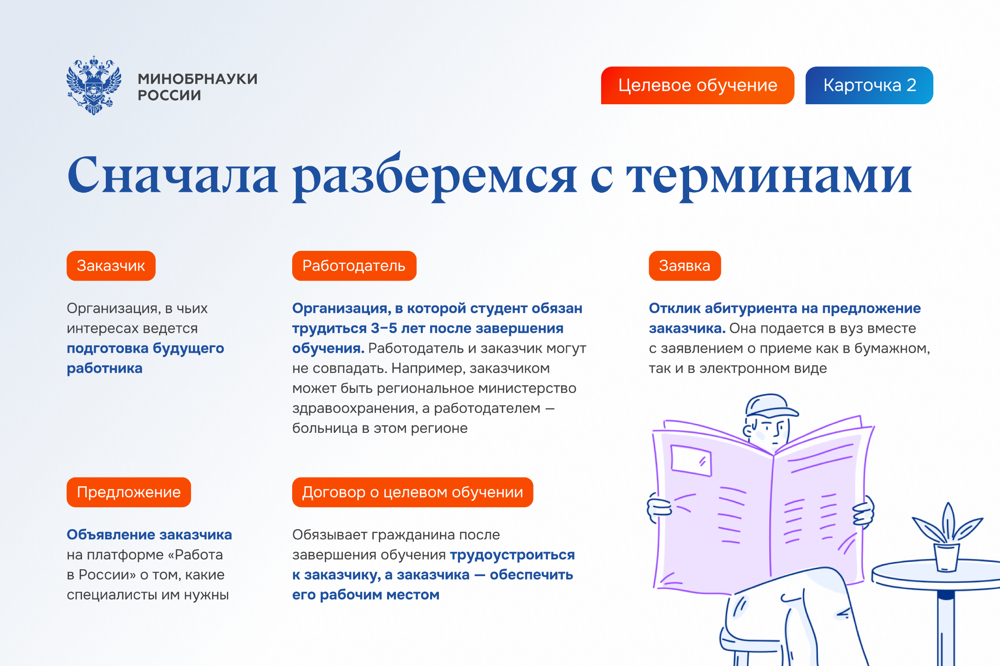 МИНОБРНАУКИ
РОССИИ
Целевое обучение
Карточка 2
Сначала разберемся с терминами
Заказчик
Организация, в чьих
интересах ведется
подготовка будущего
работника
Работодатель
Организация, в которой студент обязан
трудиться 3–5 лет после завершения
обучения. Работодатель и заказчик могут
не совпадать. Например, заказчиком
может быть региональное министерство
здравоохранения, а работодателем —
больница в этом регионе
Заявка
Отклик абитуриента на предложение
заказчика. Она подается в вуз вместе
с заявлением о приеме как в бумажном,
так и в электронном виде
Предложение
Объявление заказчика
на платформе «Работа
в России» о том, какие
специалисты им нужны
Договор о целевом обучении
Обязывает гражданина после
завершения обучения трудоустроиться
к заказчику, а заказчика — обеспечить
его рабочим местом